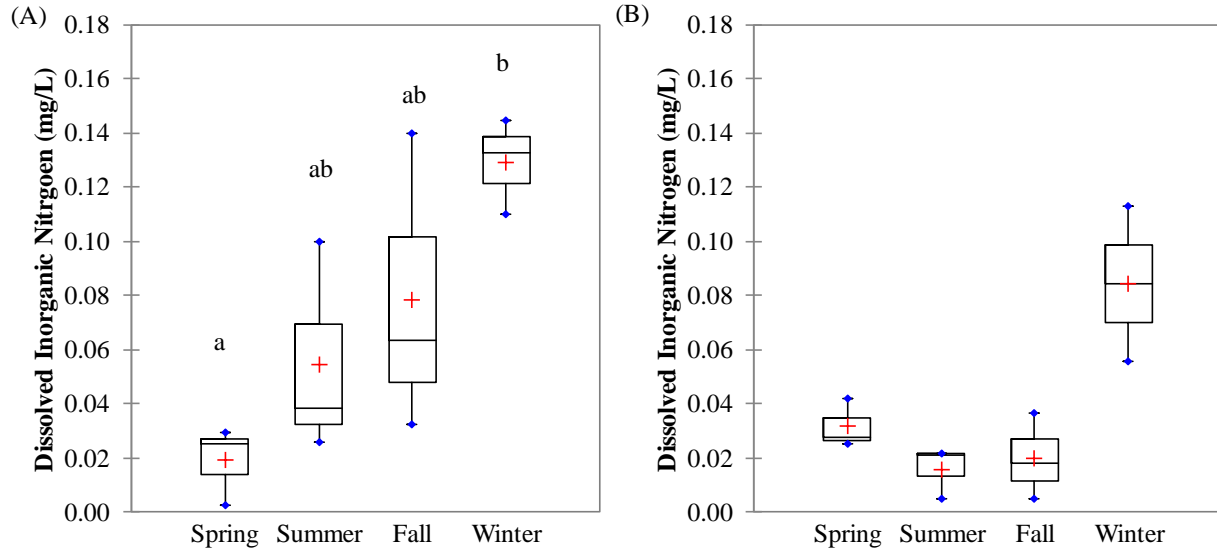 (A)
Dissolved Inorganic Nitrgoen (mg/L)
0.18
0.16
0.14
0.12
0.10
0.08
0.06
0.04
0.02
0.00
a
ab
ab
b
Spring Summer Fall Winter
(B)
Dissolved Inorganic Nitrogen (mg/L)
0.18
0.16
0.14
0.12
0.10
0.08
0.06
0.04
0.02
0.00
Spring Summer Fall Winter